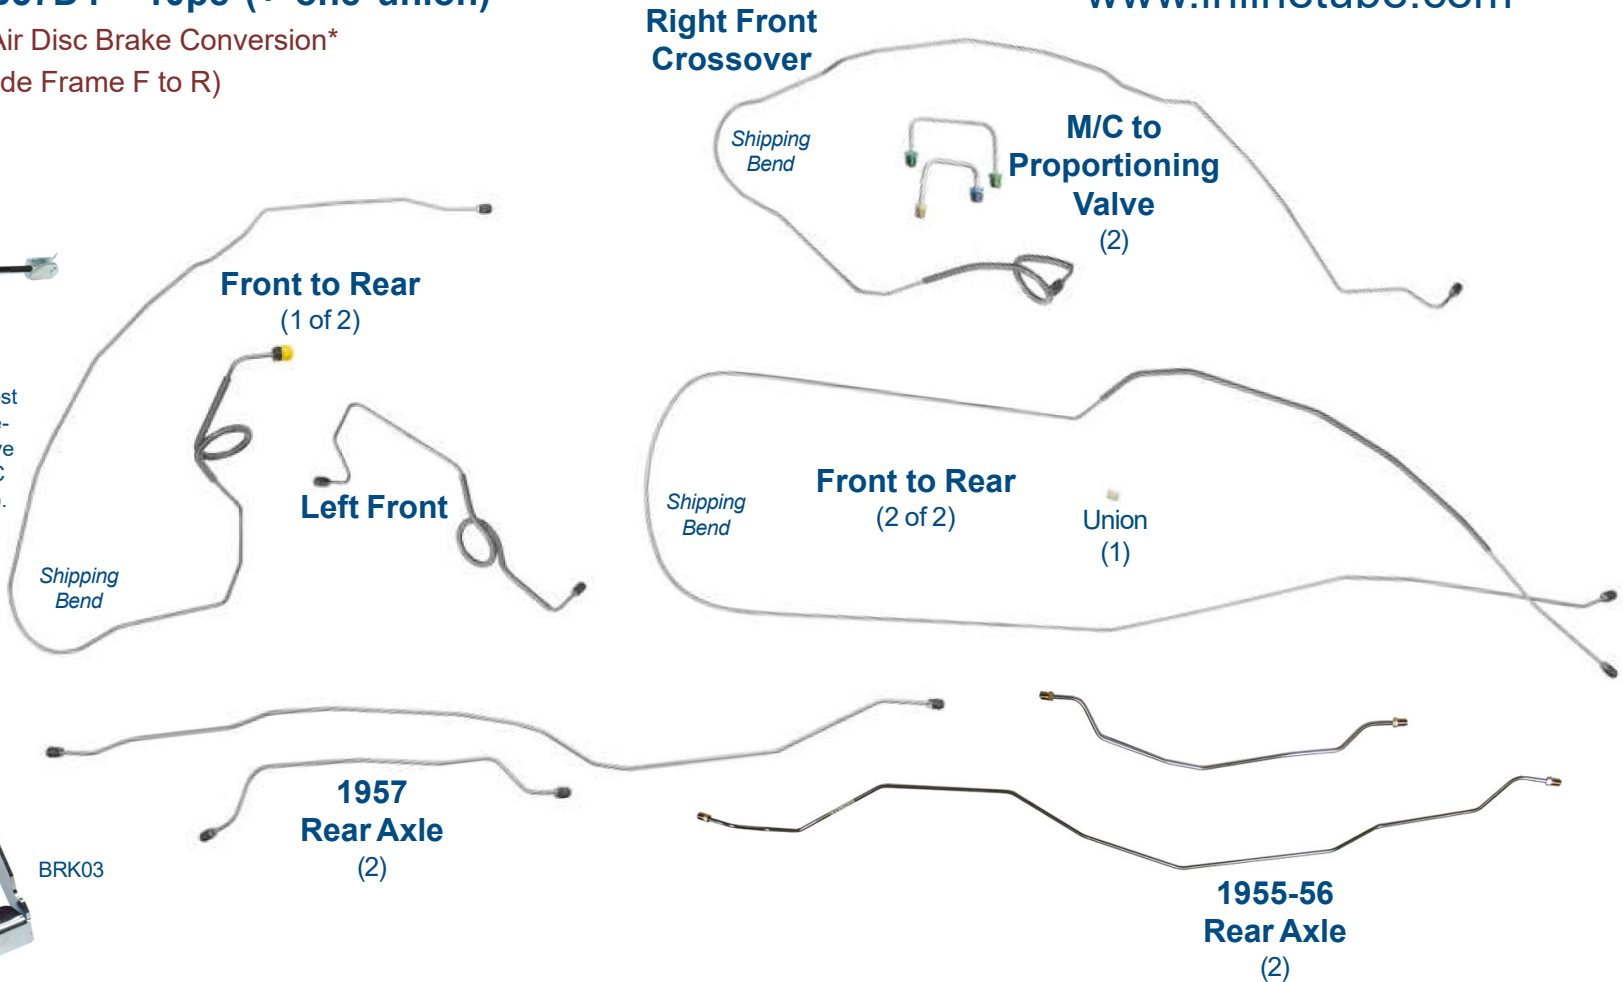 Air Disc Brake Conversion*
de Frame F to R)
Right Front
Crossover
Shipping
Bend
M/C to
Proportioning
Valve
(2)
Front to Rear
(1 of 2)
Left Front
Shipping
Bend
Front to Rear
(2 of 2)
Shipping
Bend
Union
(1)
1957
Rear Axle
(2)
BRK03
1955-56
Rear Axle
(2)